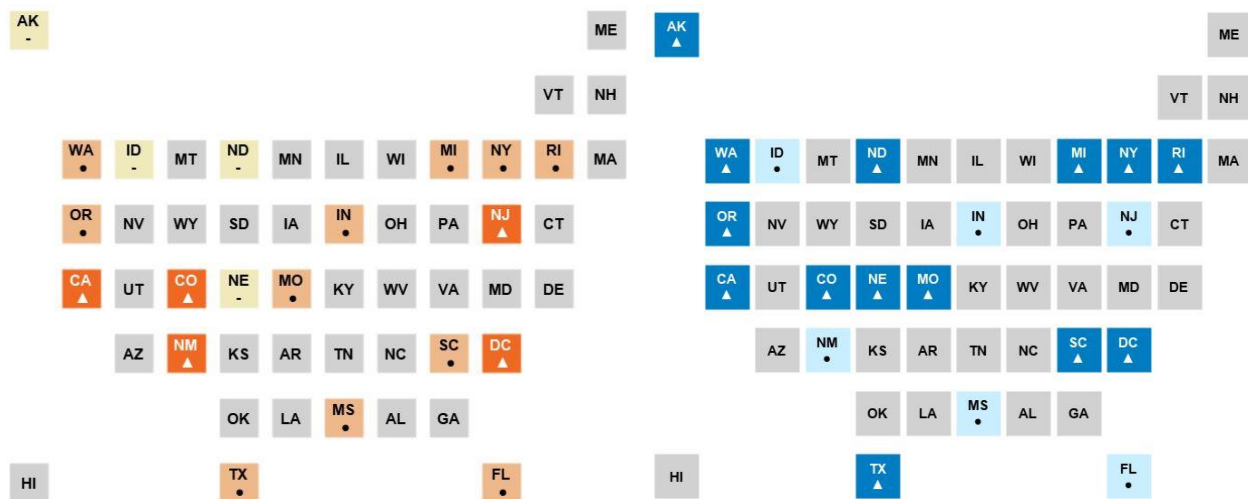 AK
-
ME
VT NH
WA ID MT ND MN IL WI MI NY RI MA
● - - ● ● ●
OR NV WY SD IA IN OH PA NJ CT
● ● ▲
CA UT CO NE MO KY WV VA MD DE
▲ ▲ - ●
AZ NM KS AR TN NC SC DC
▲ ● ▲
OK LA MS AL GA
●
HI TX FL
● ●
AK
▲
ME
VT NH
WA ID MT ND MN IL WI MI NY RI MA
▲ ● ▲ ▲ ▲ ▲
OR NV WY SD IA IN OH PA NJ CT
▲ ● ●
CA UT CO NE MO KY WV VA MD DE
▲ ▲ ▲ ▲
AZ NM KS AR TN NC SC DC
● ▲ ▲
OK LA MS AL GA
●
HI TX FL
▲ ●